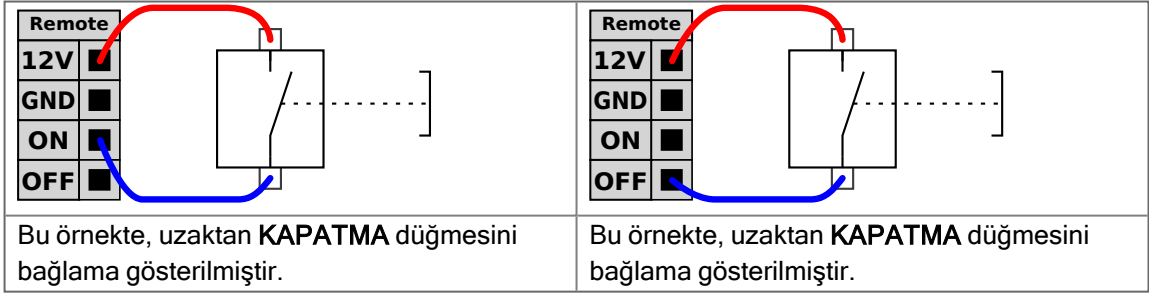 Remote
12V
GND
ON
OFF
Bu örnekte, uzaktan KAPATMA düğmesini
bağlama gösterilmiştir.
Remote
12V
GND
ON
OFF
Bu örnekte, uzaktan KAPATMA düğmesini
bağlama gösterilmiştir.